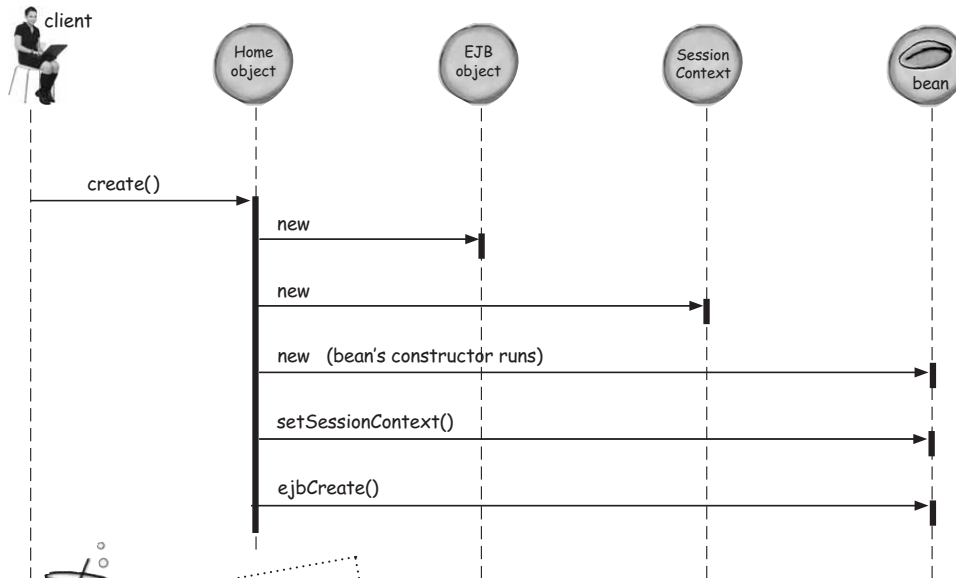 client
Home
object
EJB
object
Session
Context
bean
create()
new
new
new (bean's constructor runs)
setSessionContext()
ejbCreate()